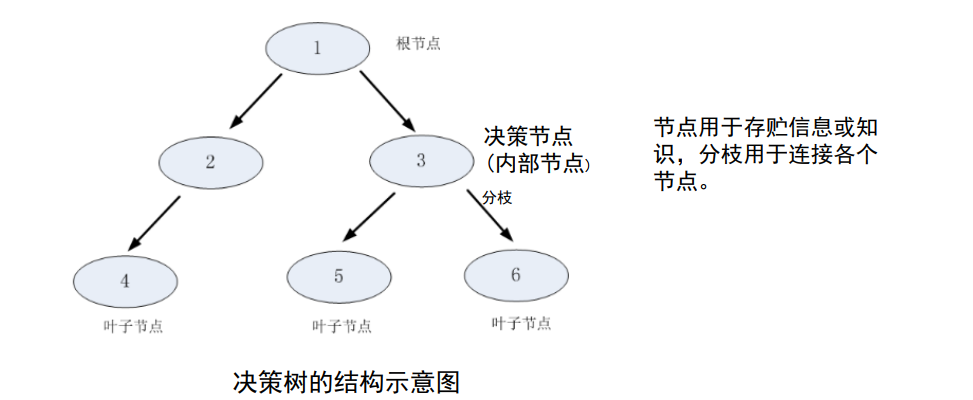 1
根节点
2
3
决策节点
(内部节点)
节点用于存贮信息或知
识，分枝用于连接各个
节点。
分枝
4
5
6
叶子节点
叶子节点
叶子节点
决策树的结构示意图